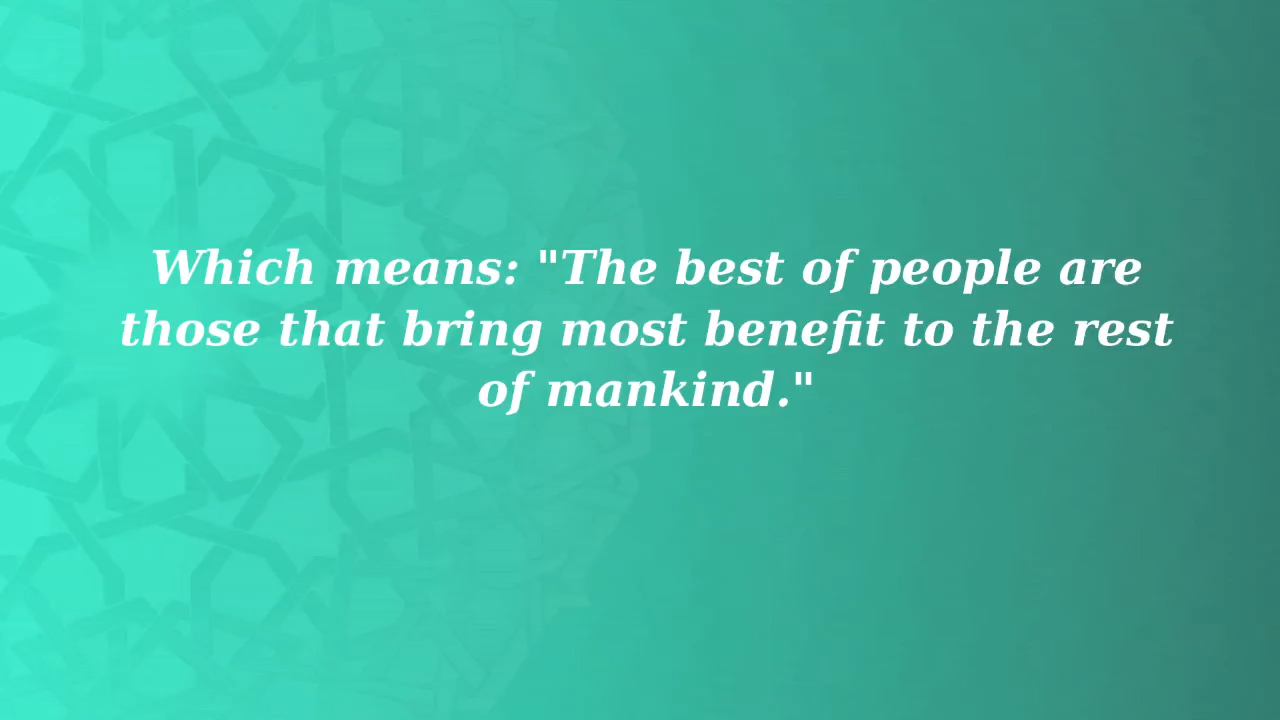 Which means: "The best of people are
those that bring most benefit to the rest
of mankind."